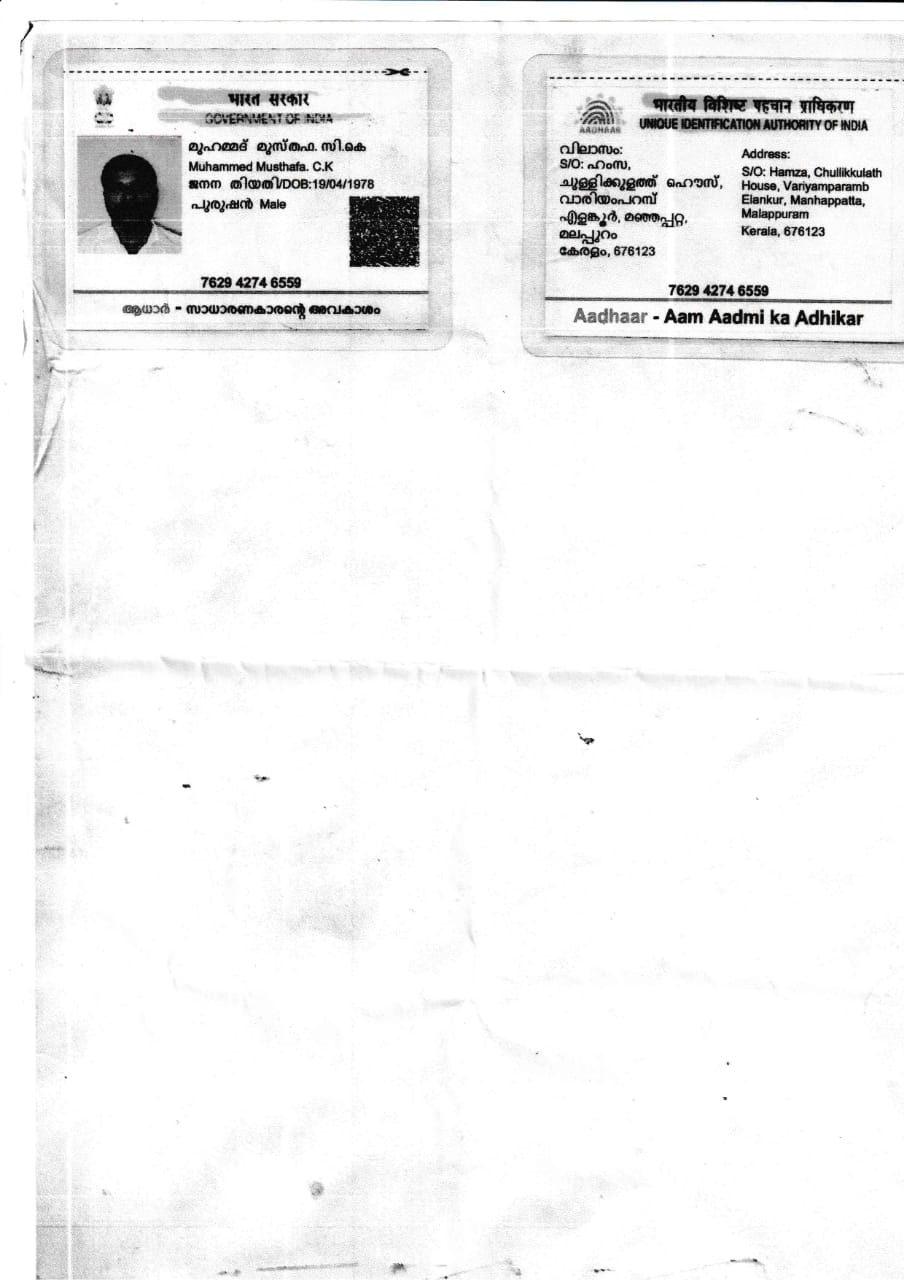 भारत सरकार
GOVERNMENT OF INDIA
മുഹമ്മദ് മുസ്തഫ. സി.കെ
Muhammed Musthafa. C.K
ജനന തിയതി/DOB:19/04/1978
പുരുഷൻ Male
7629 4274 6559
ആധാർ - സാധാരണകാരന്റെ അവകാശം
भारतीय विशिष्ट पहचान प्राधिकरण
UNIQUE IDENTIFICATION AUTHORITY OF INDIA
AADHAAR
വിലാസം:
S/O: ഹംസ,
ചുള്ളിക്കുളത്ത് ഹൌസ്,
വാരിയംപറമ്പ്
എളങ്കൂർ, മഞ്ഞപ്പറ്റ,
മലപ്പുറം
കേരളം, 676123
Address:
S/O: Hamza, Chullikkulath
House, Variyamparamb
Elankur, Manhappatta,
Malappuram
Kerala, 676123
7629 4274 6559
Aadhaar - Aam Aadmi ka Adhikar